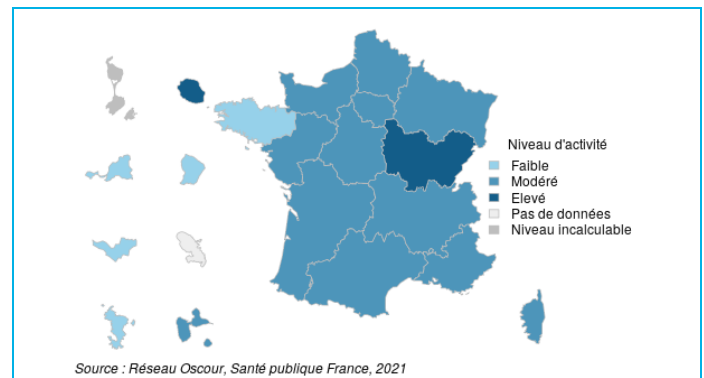 Niveau d'activité
Faible
Modéré
Elevé
Pas de données
Niveau incalculable
Source : Réseau Oscour, Santé publique France, 2021